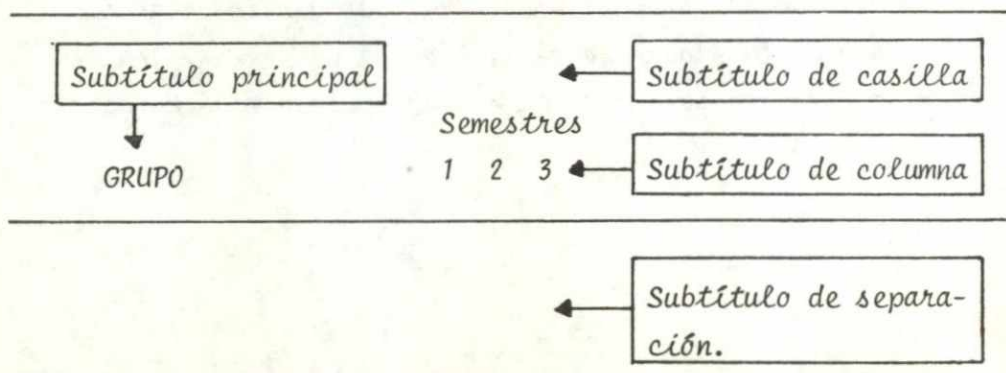 Subtítulo principal
Subtítulo de casilla
Semestres
GRUPO
1 2 3
Subtítulo de columna
Subtítulo de separa-
ción.